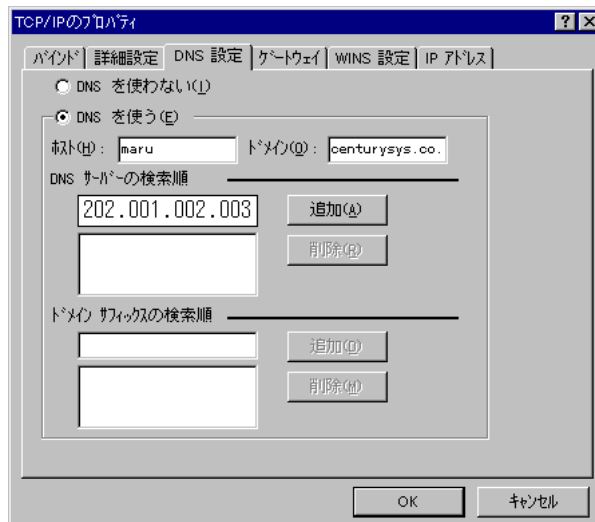 TCP/IPのプロパティ
バインド 詳細設定 DNS 設定 ゲートウェイ WINS 設定 IP アドレス
DNS を使わない(I)
DNS を使う(E)
ホスト(H): maru ドメイン(O): centurysys.co.
DNS サーバーの検索順
202.001.002.003 追加(A)
削除(R)
ドメイン サフィックスの検索順
追加(D)
削除(M)
OK キャンセル